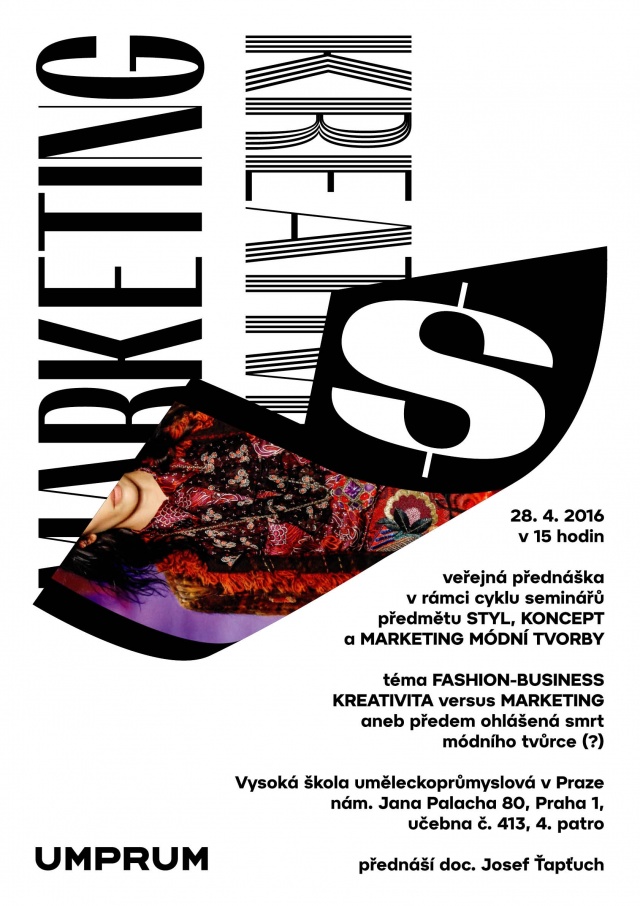 MARKETING
KREATIV
S
28. 4. 2016
v 15 hodin
veřejná přednáška
v rámci cyklu seminářů
předmětu STYL, KONCEPT
a MARKETING MÓDNÍ TVORBY
téma FASHION-BUSINESS
KREATIVITA versus MARKETING
aneb předem ohlášená smrt
módního tvůrce (?)
Vysoká škola uměleckoprůmyslová v Praze
nám. Jana Palacha 80, Praha 1,
učebna č. 413, 4. patro
přednáší doc. Josef Ťapťuch
UMPRUM